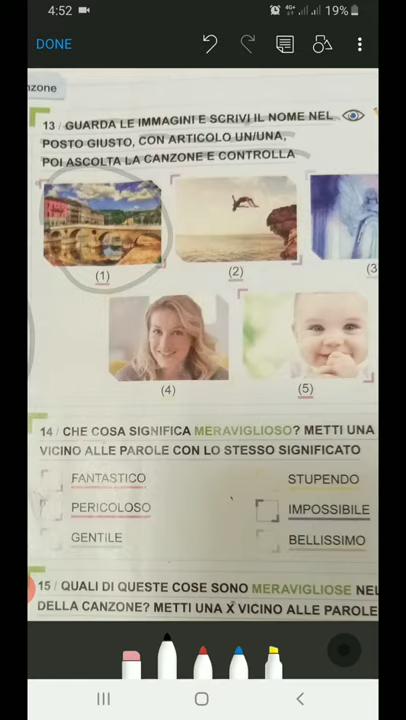 4:52
4G+
19%
DONE
nzone
13 / GUARDA LE IMMAGINI E SCRIVI IL NOME NEL
POSTO GIUSTO, CON ARTICOLO UN/UNA,
POI ASCOLTA LA CANZONE E CONTROLLA
(1)
(2)
(3
(4)
(5)
14 / CHE COSA SIGNIFICA MERAVIGLIOSO? METTI UNA
VICINO ALLE PAROLE CON LO STESSO SIGNIFICATO
FANTASTICO
STUPENDO
PERICOLOSO
IMPOSSIBILE
GENTILE
BELLISSIMO
15 / QUALI DI QUESTE COSE SONO MERAVIGLIOSE NEL
DELLA CANZONE? METTI UNA X VICINO ALLE PAROLE